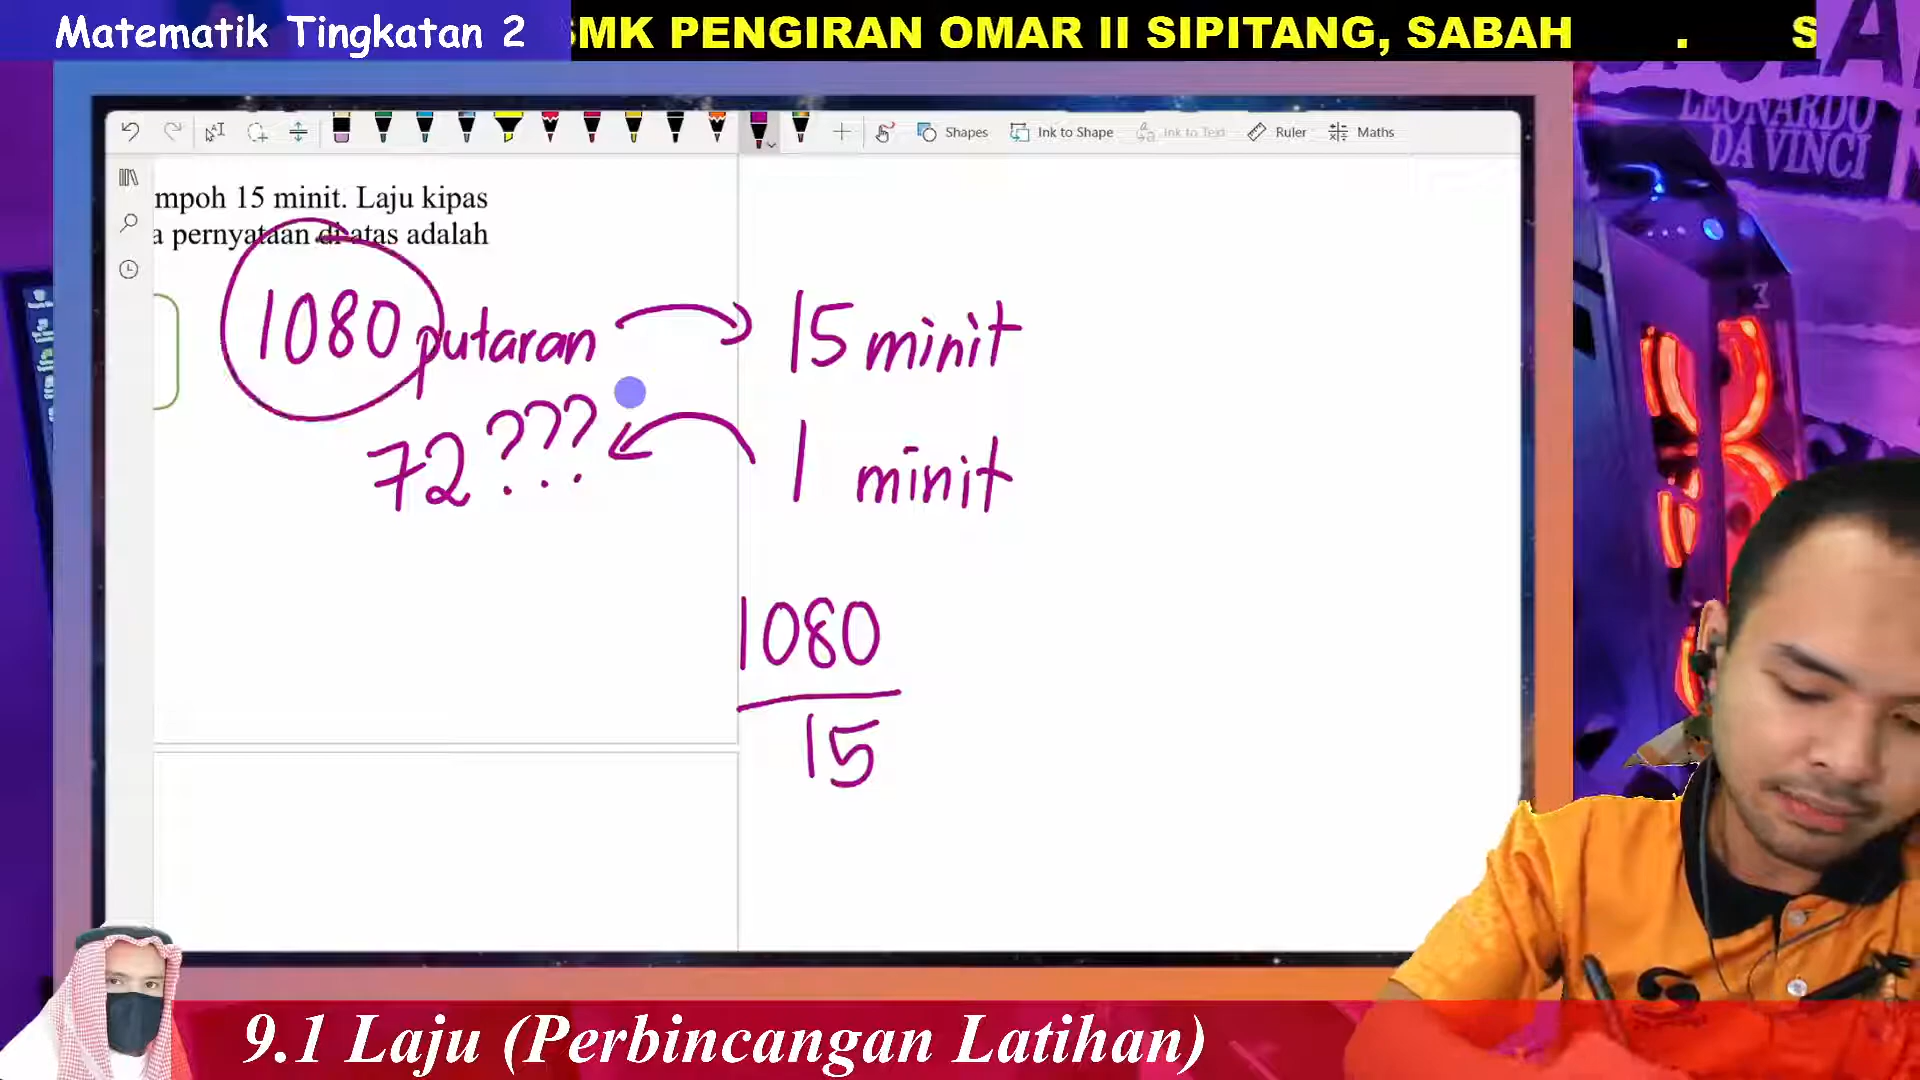 Matematik Tingkatan 2
SMK PENGIRAN OMAR II SIPITANG, SABAH . S
LEONARDO
DA VINCI
Shapes
Ink to Shape
Ink to Text
Ruler
Maths
mpoh 15 minit. Laju kipas
a pernyataan di atas adalah
1080 putaran 15 minit
72 ??? 1 minit
1080
15
9.1 Laju (Perbincangan Latihan)